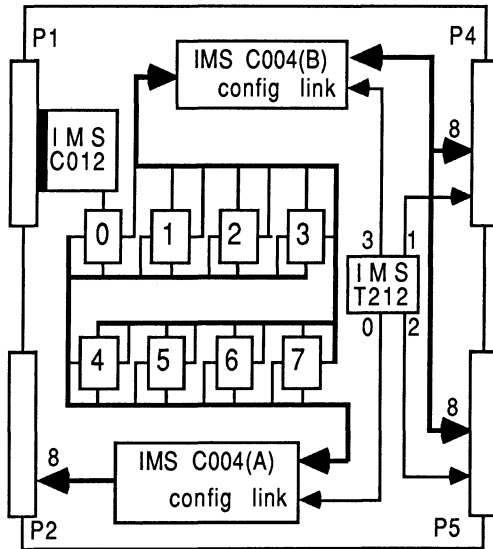 P1
P4
IMS C004(B)
config link
8
IMS
C012
0 1 2 3
3 1
IMS
T212
0 2
4 5 6 7
8
8
IMS C004(A)
config link
P2
P5